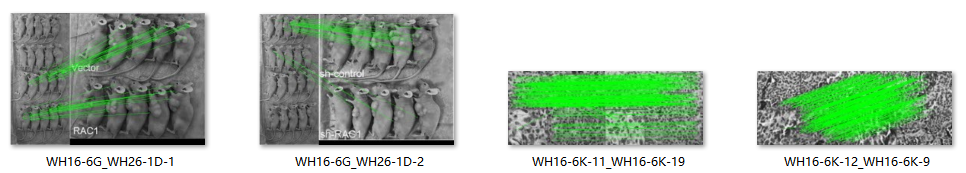 Vector
RAC1
sh-control
sh-RAC1
WH16-6G_WH26-1D-1
WH16-6G_WH26-1D-2
WH16-6K-11_WH16-6K-19
WH16-6K-12_WH16-6K-9